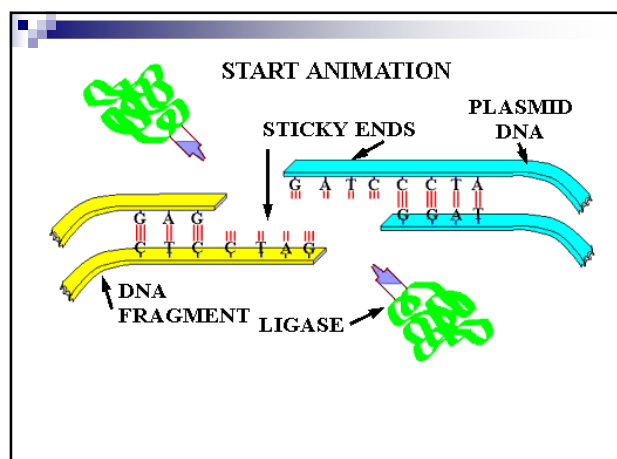 START ANIMATION
PLASMID
DNA
STICKY ENDS
G A T C C C T A
G G A T
G A G
C T C C T A G
DNA
FRAGMENT
LIGASE